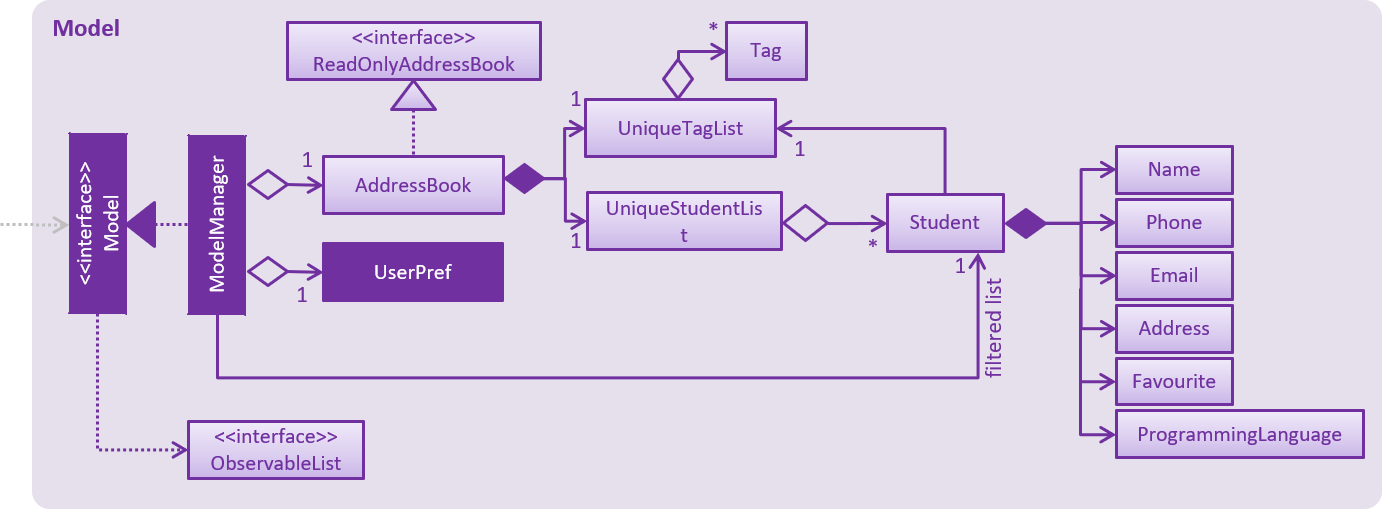 Model
<<interface>>
ReadOnlyAddressBook
*
Tag
1
UniqueTagList
1
<<interface>>
Model
ModelManager
1
AddressBook
UniqueStudentLis
t
1
*
Student
1
filtered list
1
UserPref
Name
Phone
Email
Address
Favourite
ProgrammingLanguage
<<interface>>
ObservableList